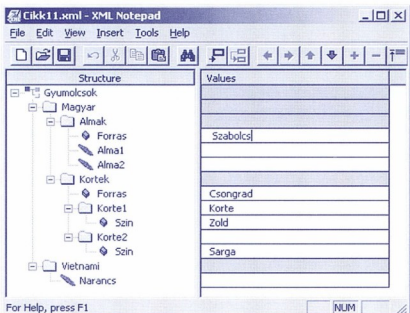 Cikk11.xml - XML Notepad
File Edit View Insert Tools Help
Structure Values
Gyumolcsok
Magyar
Almak
Forras Szabolcs
Alma1
Alma2
Kortek
Forras Csongrad
Korte1 Korte
Szin Zold
Korte2
Szin Sarga
Vietnami
Narancs
For Help, press F1 NUM